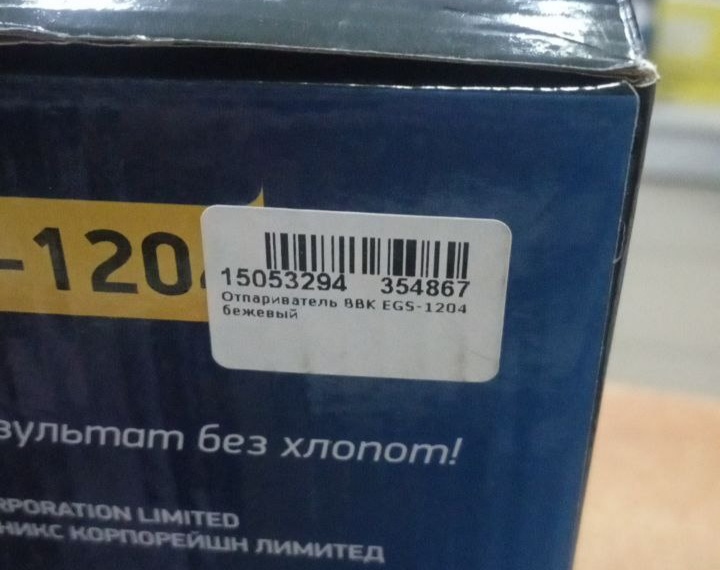 -120
15053294 354867
Отпариватель BBK EGS-1204
бежевый
зультат без хлопот!
RPORATION LIMITED
НИКС КОРПОРЕЙШН ЛИМИТЕД